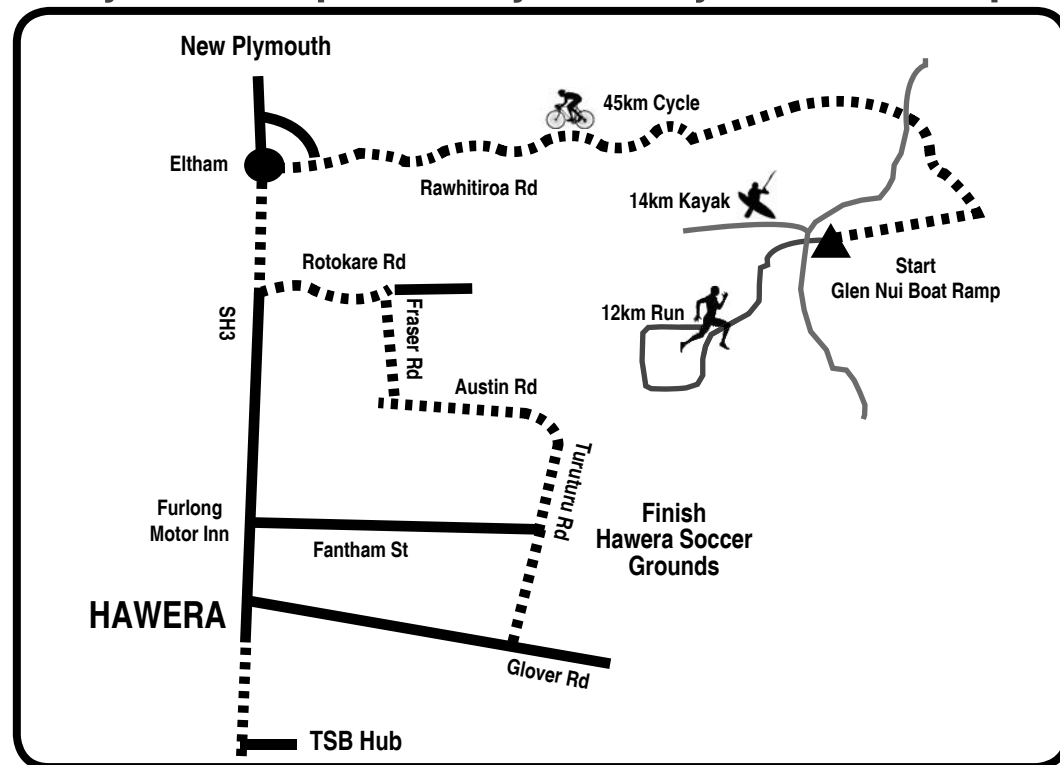 New Plymouth
45km Cycle
Eltham
Rawhitiroa Rd
14km Kayak
Start
Glen Nui Boat Ramp
Rotokare Rd
12km Run
SH3
Fraser Rd
Austin Rd
Turuturu Rd
Furlong
Motor Inn
Fantham St
Finish
Hawera Soccer
Grounds
HAWERA
Glover Rd
TSB Hub